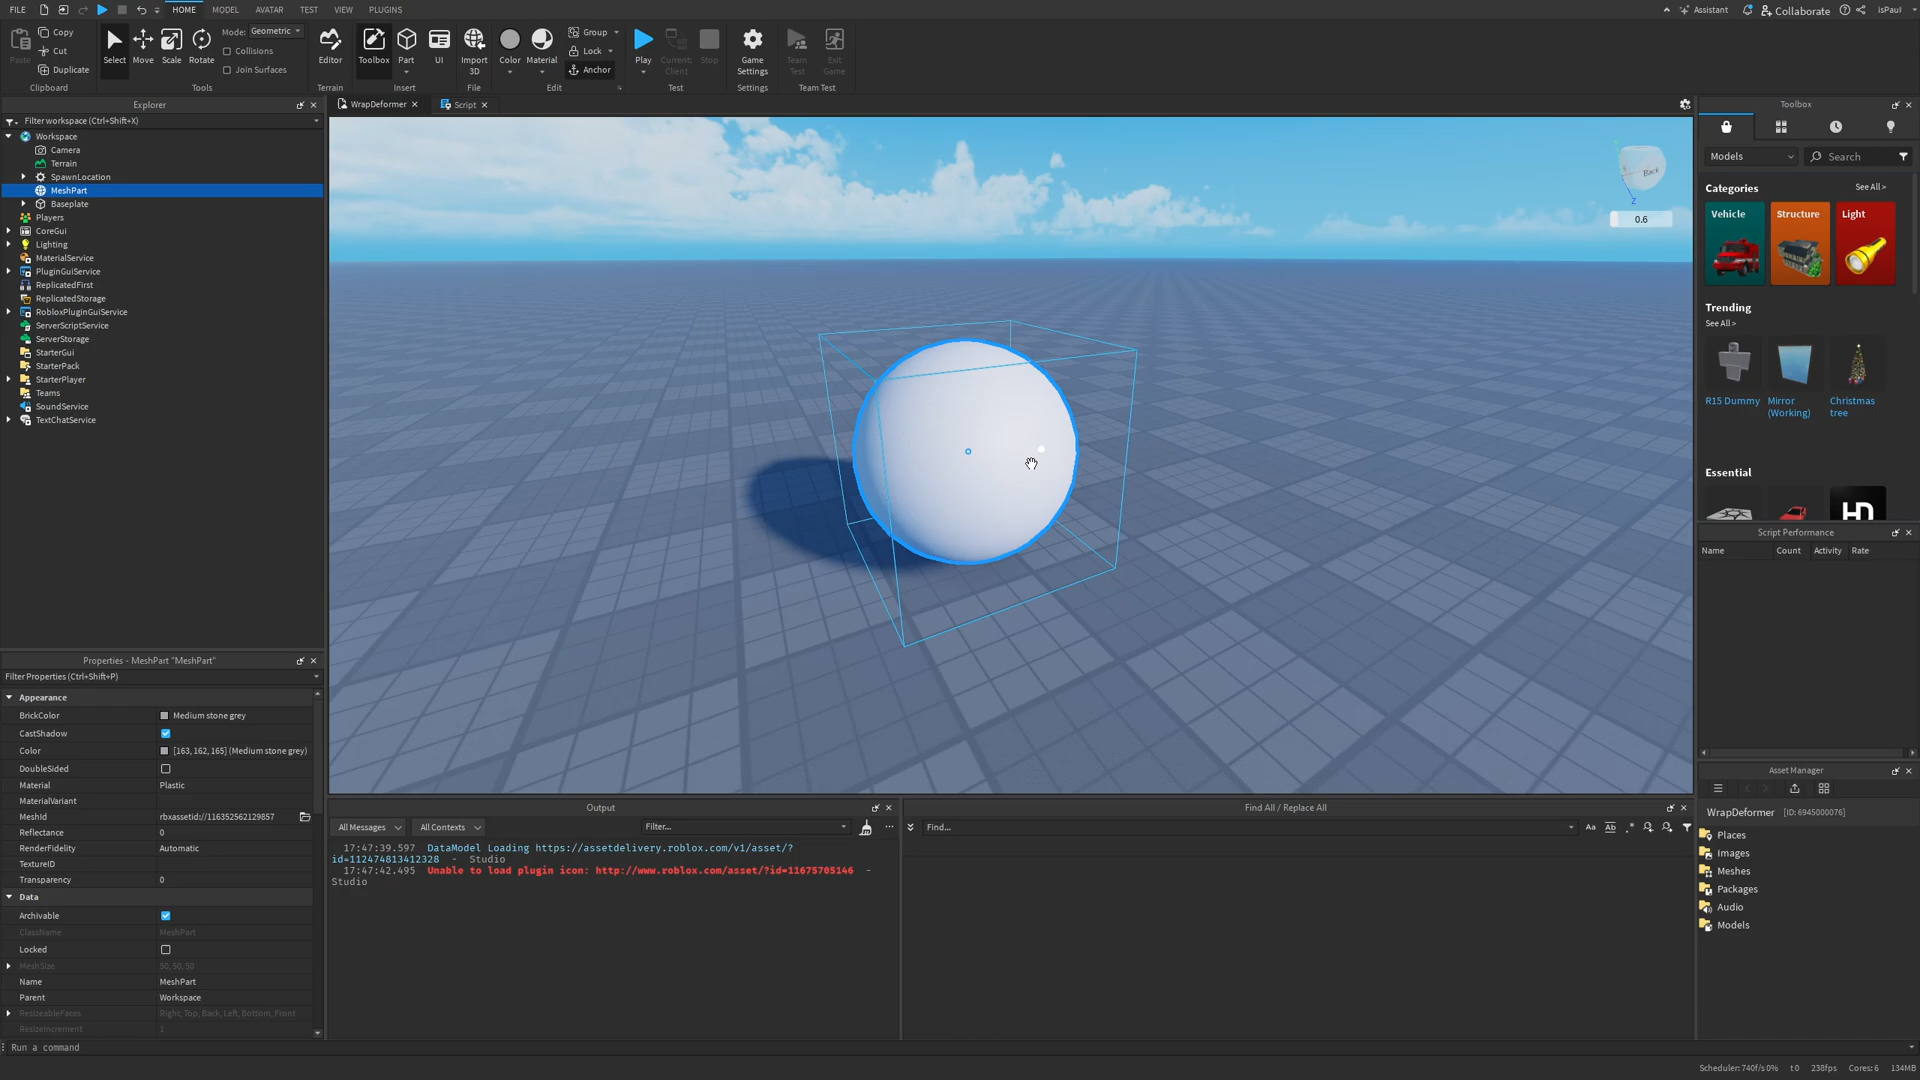 FILE HOME MODEL AVATAR TEST VIEW PLUGINS Assistant Collaborate isPaul
Paste Copy Cut Duplicate Clipboard
Select Move Scale Rotate Mode: Geometric Collisions Join Surfaces Tools
Editor Terrain
Toolbox Part UI Insert
Import 3D File
Color Material Group Lock Anchor Edit
Play Current: Client Stop Test
Game Settings Settings
Team Test Exit Game Team Test
Explorer
Filter workspace (Ctrl+Shift+X)
Workspace
Camera
Terrain
SpawnLocation
MeshPart
Baseplate
Players
CoreGui
Lighting
MaterialService
PluginGuiService
ReplicatedFirst
ReplicatedStorage
RobloxPluginGuiService
ServerScriptService
ServerStorage
StarterGui
StarterPack
StarterPlayer
Teams
SoundService
TextChatService
Properties - MeshPart "MeshPart"
Filter Properties (Ctrl+Shift+P)
Appearance
BrickColor Medium stone grey
CastShadow
Color [163, 162, 165] (Medium stone grey)
DoubleSided
Material Plastic
MaterialVariant
MeshId rbxassetid://116352562129857
Reflectance 0
RenderFidelity Automatic
TextureID
Transparency 0
Data
Archivable
ClassName MeshPart
Locked
MeshSize 50, 50, 50
Name MeshPart
Parent Workspace
ResizeableFaces Right, Top, Back, Left, Bottom, Front
ResizeIncrement 1
Run a command
WrapDeformer Script
Back
Z
0.6
Output
All Messages All Contexts Filter...
17:47:39.597 DataModel Loading https://assetdelivery.roblox.com/v1/asset/?
id=112474813412328 - Studio
17:47:42.495 Unable to load plugin icon: http://www.roblox.com/asset/?id=11675705146 -
Studio
Find All / Replace All
Find... Aa Ab .*
Toolbox
Models Search
Categories See All >
Vehicle Structure Light
Trending
See All >
R15 Dummy Mirror (Working) Christmas tree
Essential
HD
Script Performance
Name Count Activity Rate
Asset Manager
WrapDeformer [ID: 6945000076]
Places
Images
Meshes
Packages
Audio
Models
Scheduler: 740f/s 0% t 0 238fps Cores: 6 134MB